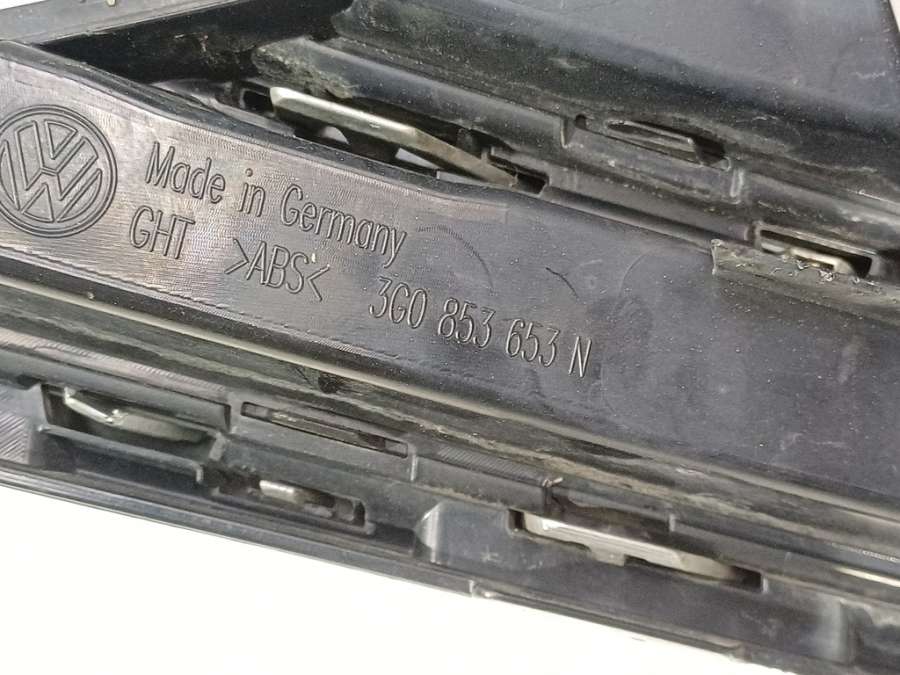 Made in Germany
GHT >ABS< 3G0 853 653 N